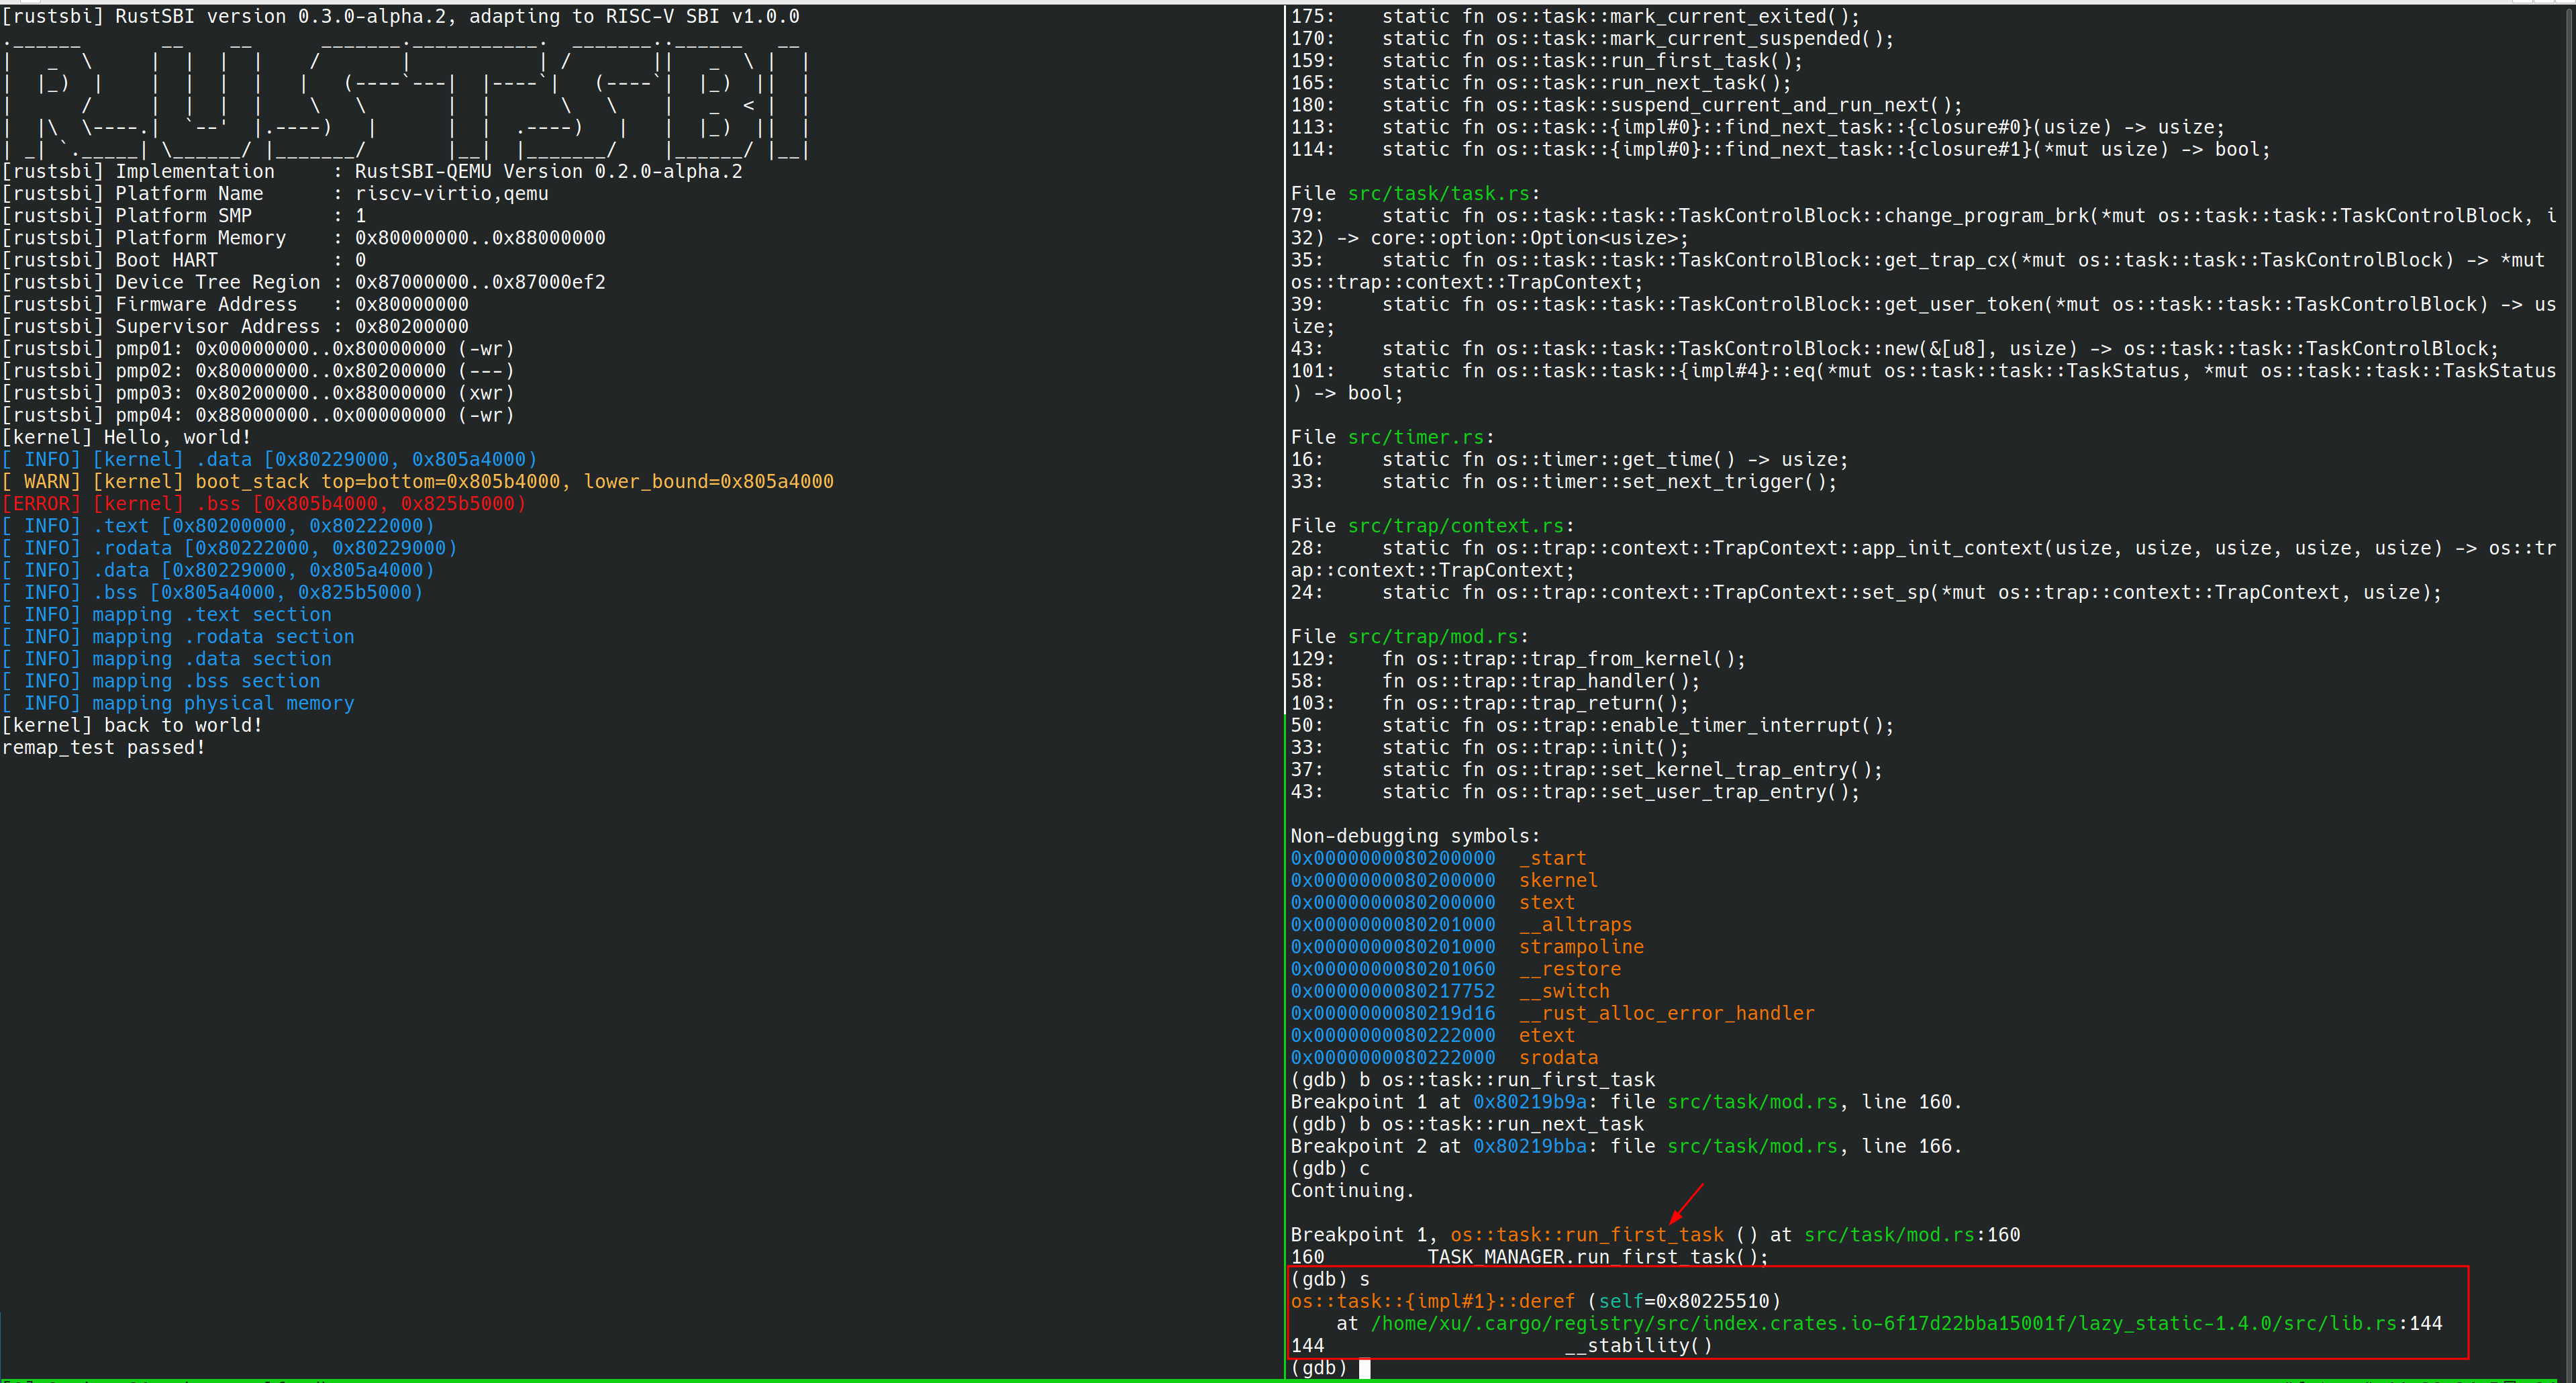 [rustsbi] RustSBI version 0.3.0-alpha.2, adapting to RISC-V SBI v1.0.0
.______       __    __      _______.___________.  _______..______   __
|   _  \     |  |  |  |    /       |           | /       ||   _  \ |  |
|  |_)  |    |  |  |  |   |   (----`---|  |----`|   (----`|  |_)  ||  |
|      /     |  |  |  |    \   \       |  |      \   \    |   _  < |  |
|  |\  \----.|  `--'  |.----)   |      |  |  .----)   |   |  |_)  ||  |
| _| `._____| \______/ |_______/       |__|  |_______/    |______/ |__|
[rustsbi] Implementation     : RustSBI-QEMU Version 0.2.0-alpha.2
[rustsbi] Platform Name      : riscv-virtio,qemu
[rustsbi] Platform SMP       : 1
[rustsbi] Platform Memory    : 0x80000000..0x88000000
[rustsbi] Boot HART          : 0
[rustsbi] Device Tree Region : 0x87000000..0x87000ef2
[rustsbi] Firmware Address   : 0x80000000
[rustsbi] Supervisor Address : 0x80200000
[rustsbi] pmp01: 0x00000000..0x80000000 (-wr)
[rustsbi] pmp02: 0x80000000..0x80200000 (---)
[rustsbi] pmp03: 0x80200000..0x88000000 (xwr)
[rustsbi] pmp04: 0x88000000..0x00000000 (-wr)
[kernel] Hello, world!
[ INFO] [kernel] .data [0x80229000, 0x805a4000)
[ WARN] [kernel] boot_stack top=bottom=0x805b4000, lower_bound=0x805a4000
[ERROR] [kernel] .bss [0x805b4000, 0x825b5000)
[ INFO] .text [0x80200000, 0x80222000)
[ INFO] .rodata [0x80222000, 0x80229000)
[ INFO] .data [0x80229000, 0x805a4000)
[ INFO] .bss [0x805a4000, 0x825b5000)
[ INFO] mapping .text section
[ INFO] mapping .rodata section
[ INFO] mapping .data section
[ INFO] mapping .bss section
[ INFO] mapping physical memory
[kernel] back to world!
remap_test passed!
175:    static fn os::task::mark_current_exited();
170:    static fn os::task::mark_current_suspended();
159:    static fn os::task::run_first_task();
165:    static fn os::task::run_next_task();
180:    static fn os::task::suspend_current_and_run_next();
113:    static fn os::task::{impl#0}::find_next_task::{closure#0}(usize) -> usize;
114:    static fn os::task::{impl#0}::find_next_task::{closure#1}(*mut usize) -> bool;
File src/task/task.rs:
79:     static fn os::task::task::TaskControlBlock::change_program_brk(*mut os::task::task::TaskControlBlock, i
32) -> core::option::Option<usize>;
35:     static fn os::task::task::TaskControlBlock::get_trap_cx(*mut os::task::task::TaskControlBlock) -> *mut
os::trap::context::TrapContext;
39:     static fn os::task::task::TaskControlBlock::get_user_token(*mut os::task::task::TaskControlBlock) -> us
ize;
43:     static fn os::task::task::TaskControlBlock::new(&[u8], usize) -> os::task::task::TaskControlBlock;
101:    static fn os::task::task::{impl#4}::eq(*mut os::task::task::TaskStatus, *mut os::task::task::TaskStatus
) -> bool;
File src/timer.rs:
16:     static fn os::timer::get_time() -> usize;
33:     static fn os::timer::set_next_trigger();
File src/trap/context.rs:
28:     static fn os::trap::context::TrapContext::app_init_context(usize, usize, usize, usize, usize) -> os::tr
ap::context::TrapContext;
24:     static fn os::trap::context::TrapContext::set_sp(*mut os::trap::context::TrapContext, usize);
File src/trap/mod.rs:
129:    fn os::trap::trap_from_kernel();
58:     fn os::trap::trap_handler();
103:    fn os::trap::trap_return();
50:     static fn os::trap::enable_timer_interrupt();
33:     static fn os::trap::init();
37:     static fn os::trap::set_kernel_trap_entry();
43:     static fn os::trap::set_user_trap_entry();
Non-debugging symbols:
0x0000000080200000  _start
0x0000000080200000  skernel
0x0000000080200000  stext
0x0000000080201000  __alltraps
0x0000000080201000  strampoline
0x0000000080201060  __restore
0x0000000080217752  __switch
0x0000000080219d16  __rust_alloc_error_handler
0x0000000080222000  etext
0x0000000080222000  srodata
(gdb) b os::task::run_first_task
Breakpoint 1 at 0x80219b9a: file src/task/mod.rs, line 160.
(gdb) b os::task::run_next_task
Breakpoint 2 at 0x80219bba: file src/task/mod.rs, line 166.
(gdb) c
Continuing.
Breakpoint 1, os::task::run_first_task () at src/task/mod.rs:160
160         TASK_MANAGER.run_first_task();
(gdb) s
os::task::{impl#1}::deref (self=0x80225510)
    at /home/xu/.cargo/registry/src/index.crates.io-6f17d22bba15001f/lazy_static-1.4.0/src/lib.rs:144
144                     __stability()
(gdb)